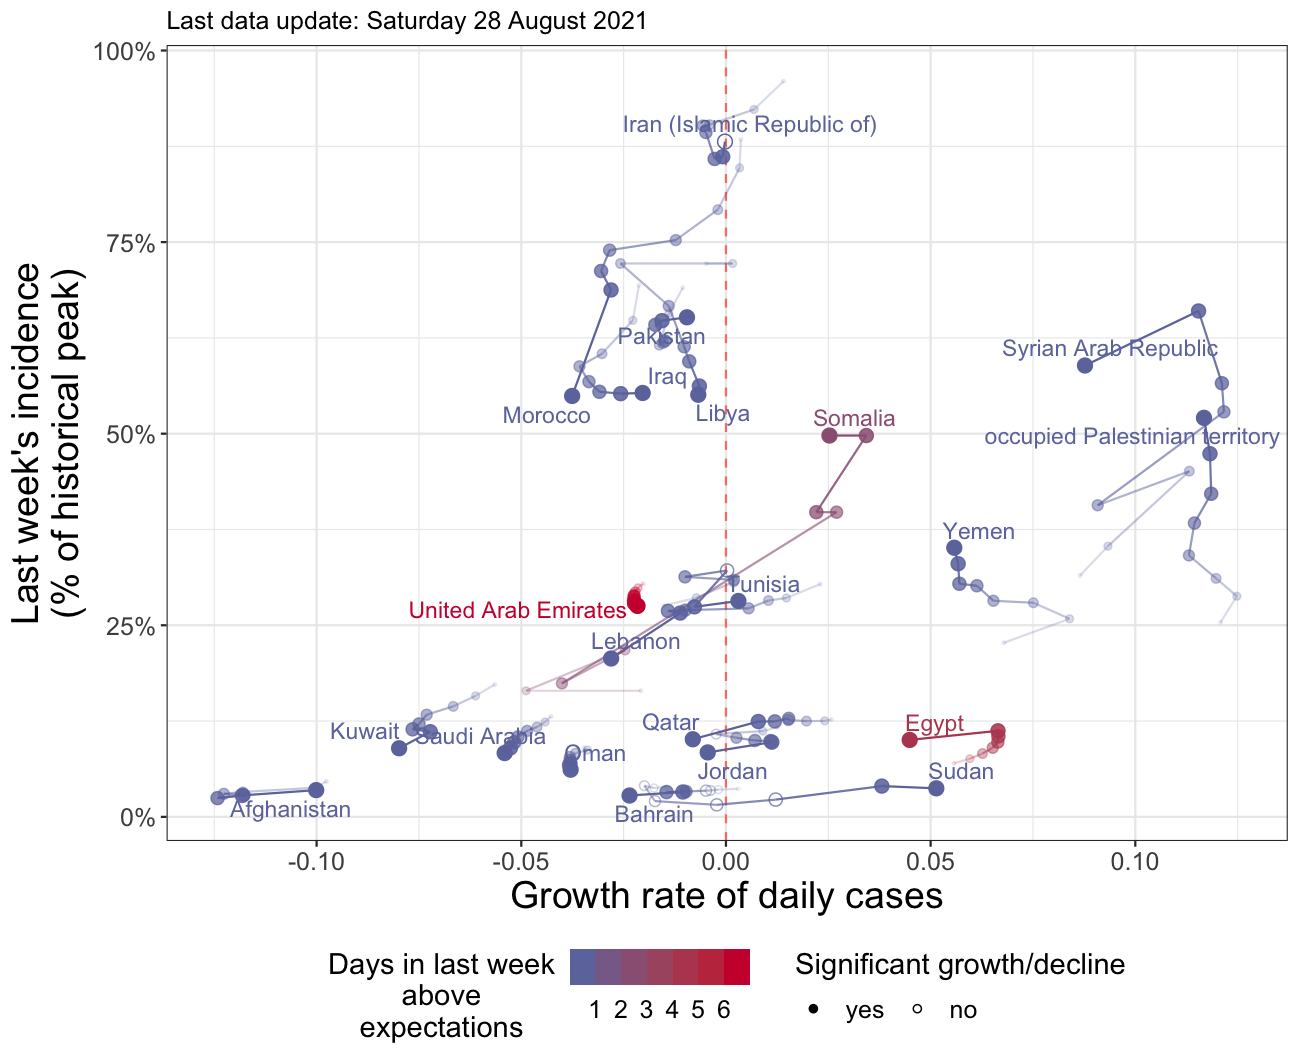 Last data update: Saturday 28 August 2021
100%
75%
50%
25%
0%
Last week's incidence
(% of historical peak)
Iran (Islamic Republic of)
Pakistan
Syrian Arab Republic
Iraq
Morocco
Libya
Somalia
occupied Palestinian territory
Yemen
Tunisia
United Arab Emirates
Lebanon
Qatar
Egypt
Kuwait
Saudi Arabia
Oman
Jordan
Sudan
Afghanistan
Bahrain
-0.10
-0.05
0.00
0.05
0.10
Growth rate of daily cases
Days in last week
above
expectations
1 2 3 4 5 6
Significant growth/decline
yes
no